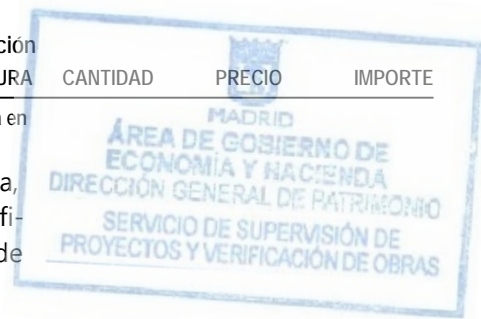 ción
URA CANTIDAD PRECIO IMPORTE
a en
a,
fi-
de
MADRID
ÁREA DE GOBIERNO DE
ECONOMÍA Y HACIENDA
DIRECCIÓN GENERAL DE PATRIMONIO
SERVICIO DE SUPERVISIÓN DE
PROYECTOS Y VERIFICACIÓN DE OBRAS